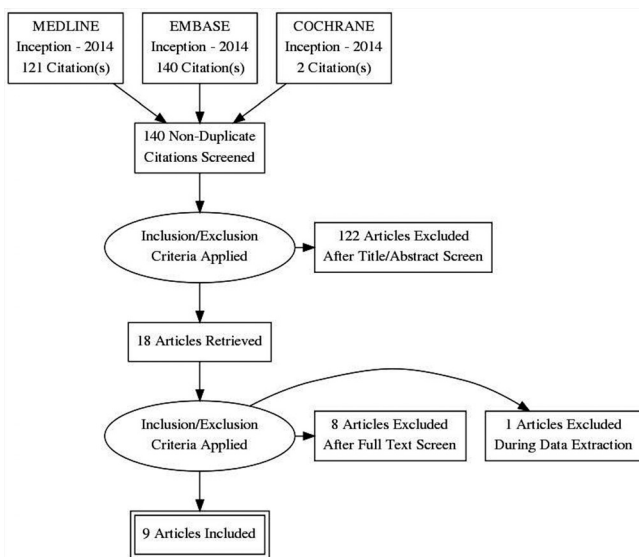 MEDLINE
Inception - 2014
121 Citation(s)
EMBASE
Inception - 2014
140 Citation(s)
COCHRANE
Inception - 2014
2 Citation(s)
140 Non-Duplicate
Citations Screened
Inclusion/Exclusion
Criteria Applied
122 Articles Excluded
After Title/Abstract Screen
18 Articles Retrieved
Inclusion/Exclusion
Criteria Applied
8 Articles Excluded
After Full Text Screen
1 Articles Excluded
During Data Extraction
9 Articles Included